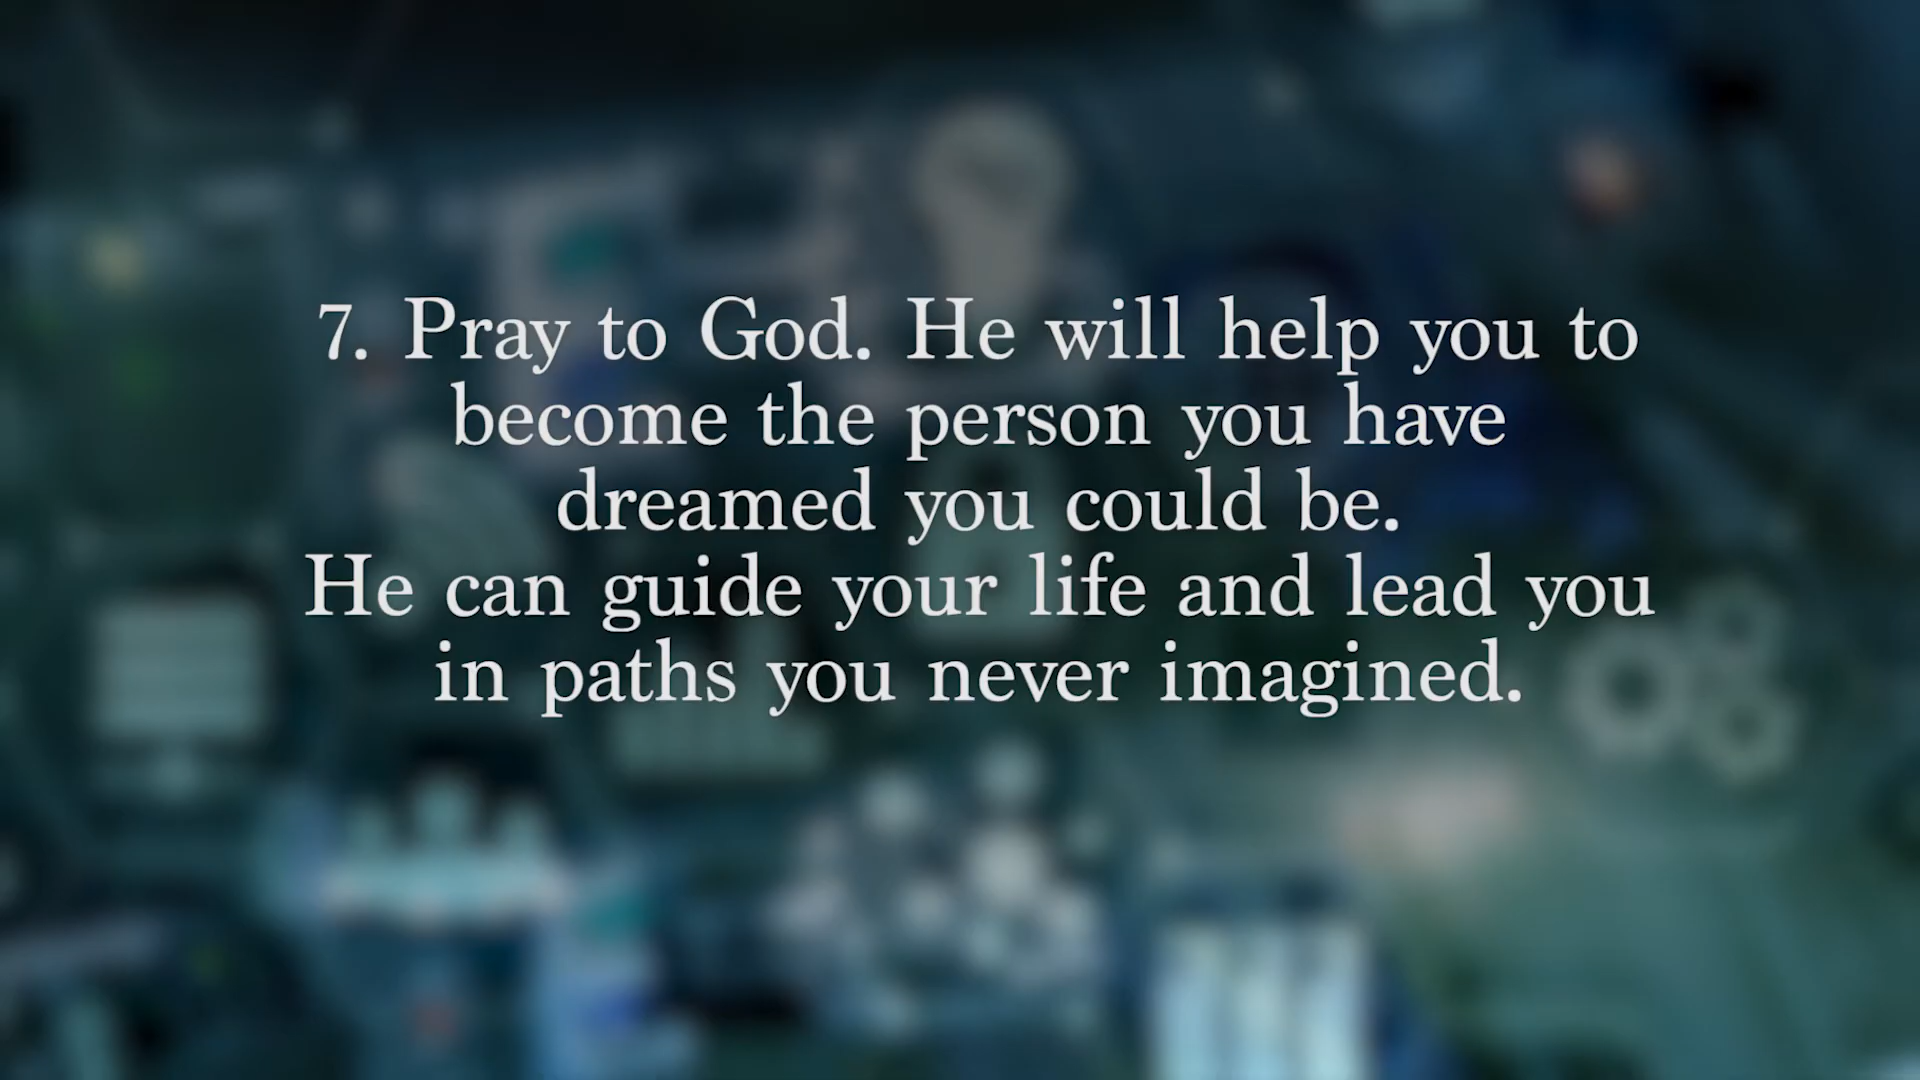 7. Pray to God. He will help you to
become the person you have
dreamed you could be.
He can guide your life and lead you
in paths you never imagined.